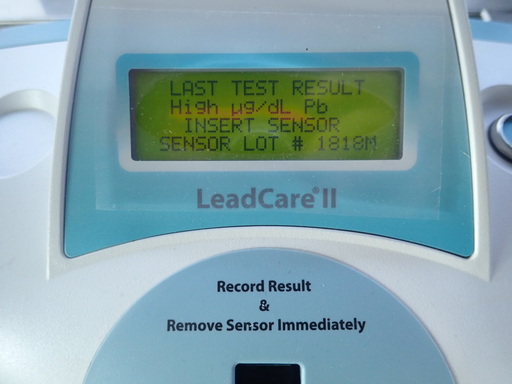 LAST TEST RESULT
High µg/dL Pb
INSERT SENSOR
SENSOR LOT # 1818M
LeadCare® II
Record Result
&
Remove Sensor Immediately